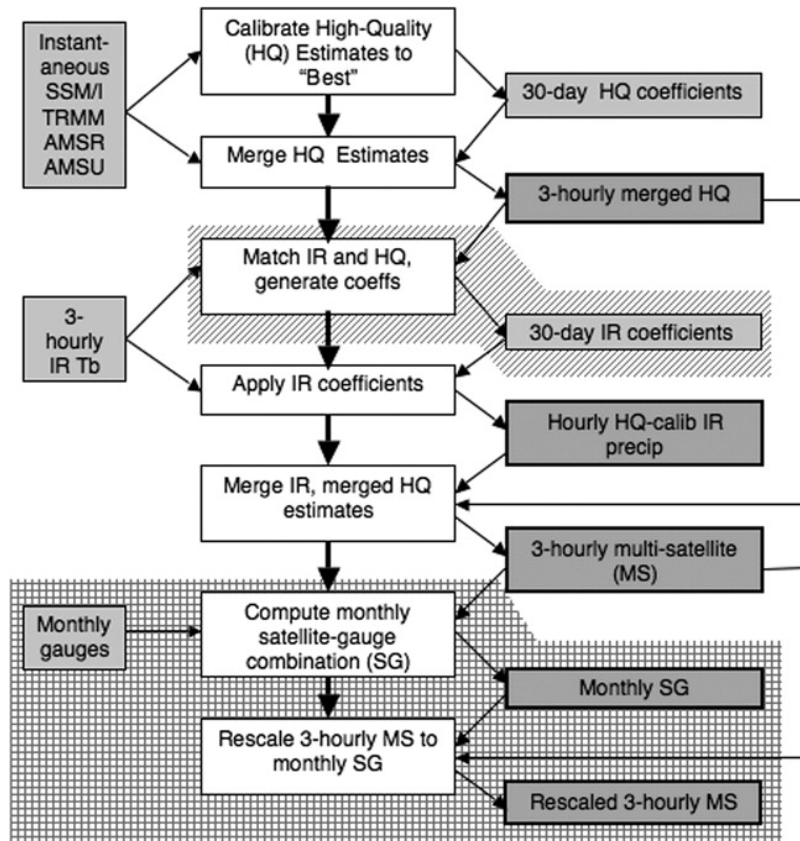 Instant-
aneous
SSM/I
TRMM
AMSR
AMSU
Calibrate High-Quality
(HQ) Estimates to
“Best”
30-day HQ coefficients
Merge HQ Estimates
3-hourly merged HQ
Match IR and HQ,
generate coeffs
3-
hourly
IR Tb
30-day IR coefficients
Apply IR coefficients
Hourly HQ-calib IR
precip
Merge IR, merged HQ
estimates
3-hourly multi-satellite
(MS)
Monthly
gauges
Compute monthly
satellite-gauge
combination (SG)
Monthly SG
Rescale 3-hourly MS to
monthly SG
Rescaled 3-hourly MS